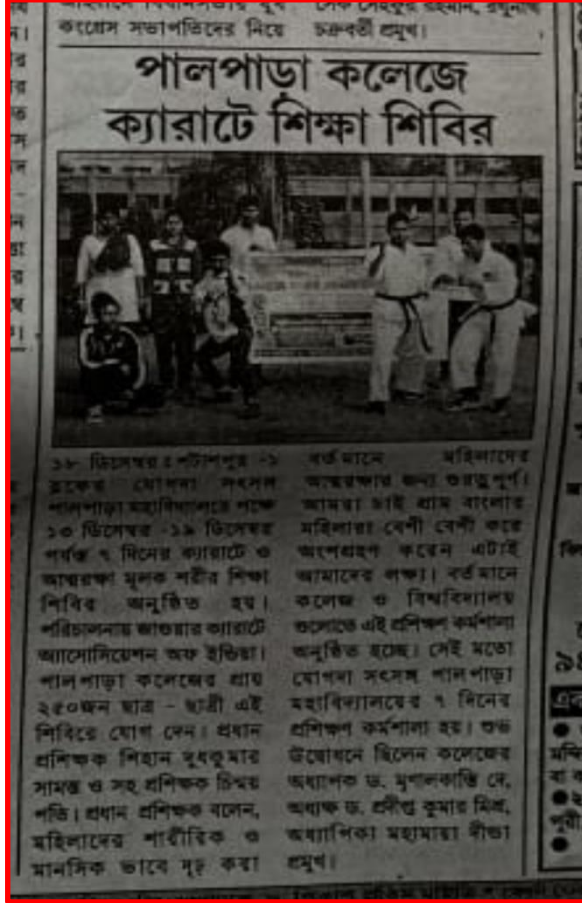 কংগ্রেস সভাপতিদের নিয়ে
চক্রবর্তী প্রমুখ।
পালপাড়া কলেজে
ক্যারাটে শিক্ষা শিবির
১৮ ডিসেম্বর : পটাশপুর -১
ব্লকের যোগদা সৎসঙ্গ
পালপাড়া মহাবিদ্যালয়ে পক্ষে
১৩ ডিসেম্বর -১৯ ডিসেম্বর
পর্যন্ত ৭ দিনের ক্যারাটে ও
আত্মরক্ষা মূলক শরীর শিক্ষা
শিবির অনুষ্ঠিত হয়।
পরিচালনায় জাওয়ার ক্যারাটে
অ্যাসোসিয়েশন অফ ইন্ডিয়া।
পালপাড়া কলেজের প্রায়
২৫০জন ছাত্র - ছাত্রী এই
শিবিরে যোগ দেন। প্রধান
প্রশিক্ষক শিহান দুধকুমার
সামন্ত ও সহ প্রশিক্ষক চিন্ময়
পতি। প্রধান প্রশিক্ষক বলেন,
মহিলাদের শারীরিক ও
মানসিক ভাবে দৃঢ় করা
বর্তমানে মহিলাদের
আত্মরক্ষার জন্য গুরত্বপূর্ণ।
আমরা চাই গ্রাম বাংলার
মহিলারা বেশী বেশী করে
অংশগ্রহণ করেন এটাই
আমাদের লক্ষ্য। বর্তমানে
কলেজ ও বিশ্ববিদ্যালয়
গুলোতে এই প্রশিক্ষণ কর্মশালা
অনুষ্ঠিত হচ্ছে। সেই মতো
যোগদা সৎসঙ্গ পালপাড়া
মহাবিদ্যালয়ের ৭ দিনের
প্রশিক্ষণ কর্মশালা হয়। শুভ
উদ্বোধনে ছিলেন কলেজের
অধ্যাপক ড. মৃণালকান্তি দে,
অধ্যক্ষ ড. প্রদীপ্ত কুমার মিশ্র,
অধ্যাপিকা মহামায়া দীন্ডা
প্রমুখ।